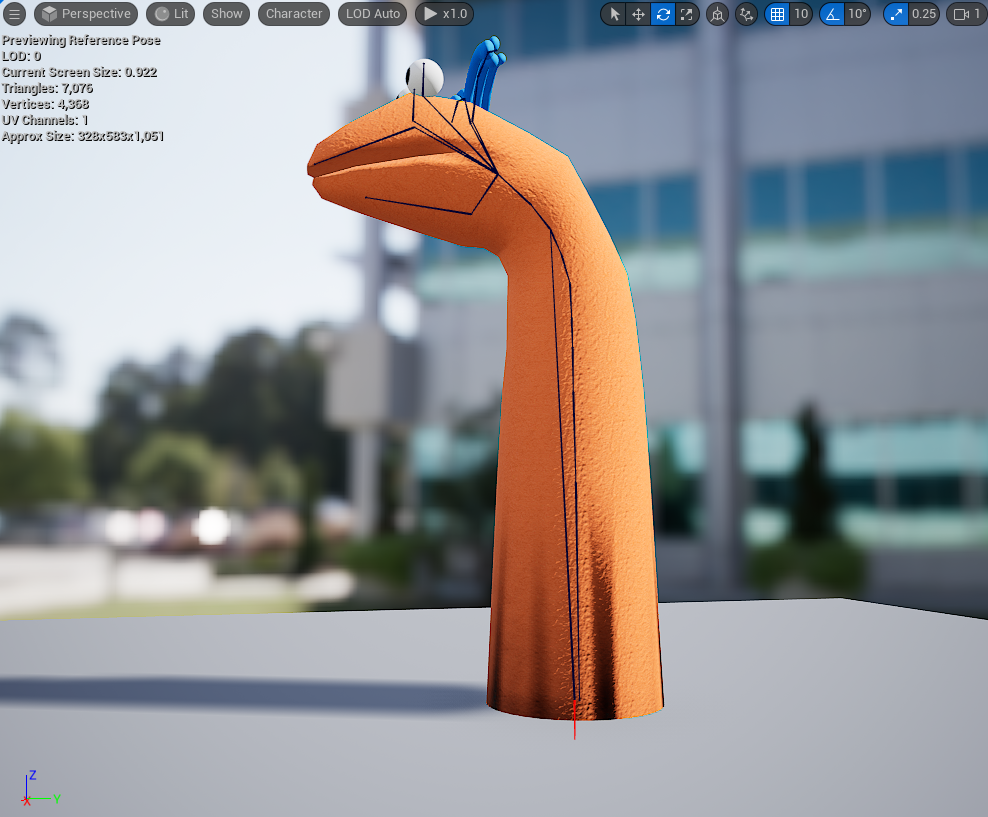 Perspective Lit Show Character LOD Auto x1.0 10 10° 0.25 1
Previewing Reference Pose
LOD: 0
Current Screen Size: 0.922
Triangles: 7,076
Vertices: 4,368
UV Channels: 1
Approx Size: 328x583x1,051
Z
X Y